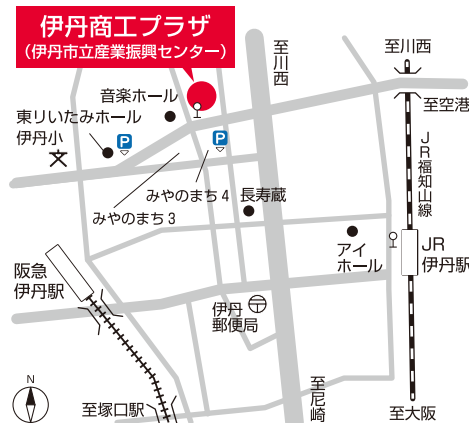 伊丹商工プラザ
(伊丹市立産業振興センター)
至川西
至川西
音楽ホール
至空港
東リいたみホール
伊丹小
P
P
JR福知山線
みやのまち4
長寿蔵
みやのまち3
アイ
ホール
JR
伊丹駅
阪急
伊丹駅
伊丹
郵便局
N
至尼崎
至塚口駅
至大阪